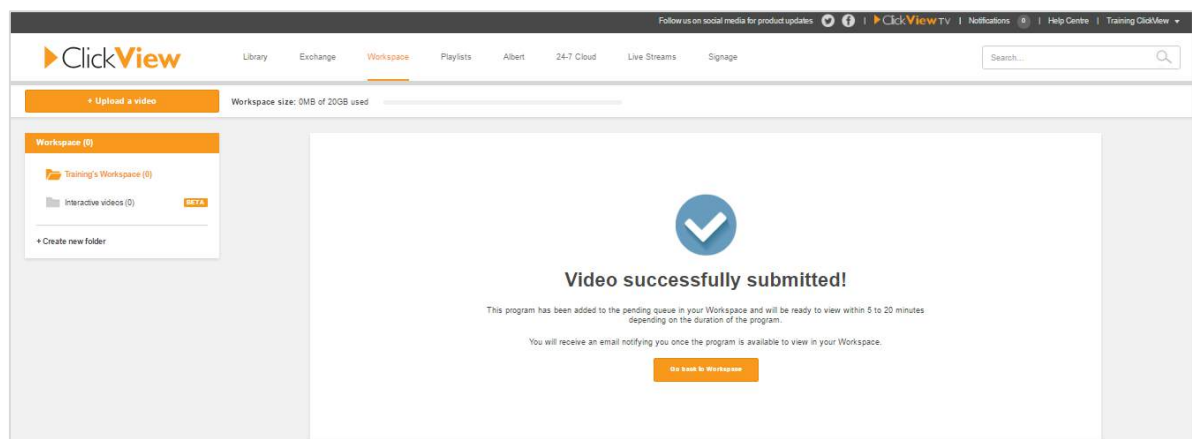 Follow us on social media for product updates | ClickView TV | Notifications 0 | Help Centre | Training ClickView
ClickView Library Exchange Workspace Playlists Albert 24-7 Cloud Live Streams Signage Search...
+ Upload a video Workspace size: 0MB of 20GB used
Workspace (0)
Training's Workspace (0)
Interactive videos (0) BETA
+ Create new folder
Video successfully submitted!
This program has been added to the pending queue in your Workspace and will be ready to view within 5 to 20 minutes
depending on the duration of the program.
You will receive an email notifying you once the program is available to view in your Workspace.
Go back to Workspace